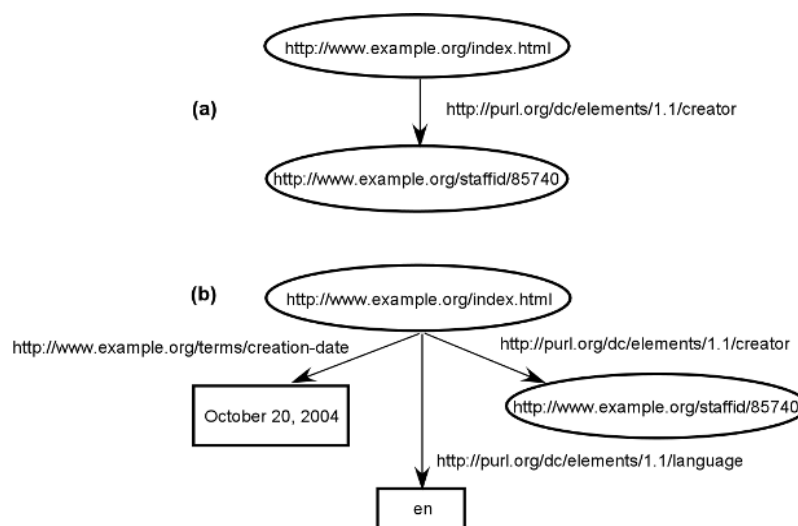 http://www.example.org/index.html
(a)
http://purl.org/dc/elements/1.1/creator
http://www.example.org/staffid/85740
(b)
http://www.example.org/index.html
http://www.example.org/terms/creation-date
http://purl.org/dc/elements/1.1/creator
October 20, 2004
http://www.example.org/staffid/85740
http://purl.org/dc/elements/1.1/language
en